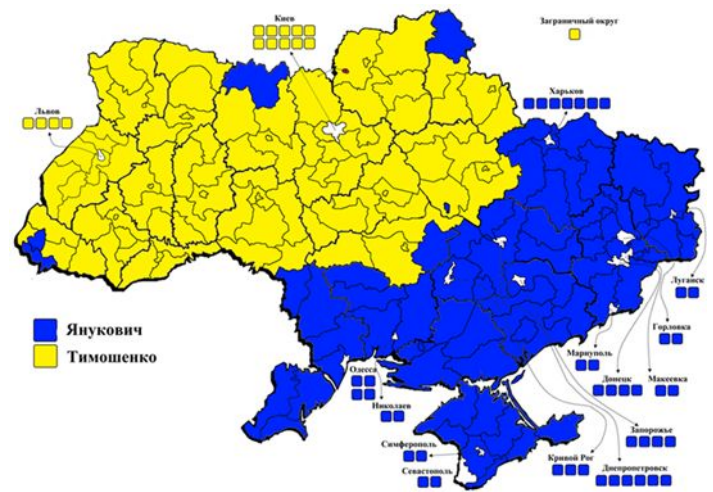 Киев
Заграничный округ
Львов
Харьков
Луганск
Горловка
Мариуполь
Донецк
Макеевка
Одесса
Николаев
Запорожье
Симферополь
Кривой Рог
Севастополь
Днепропетровск
Янукович
Тимошенко